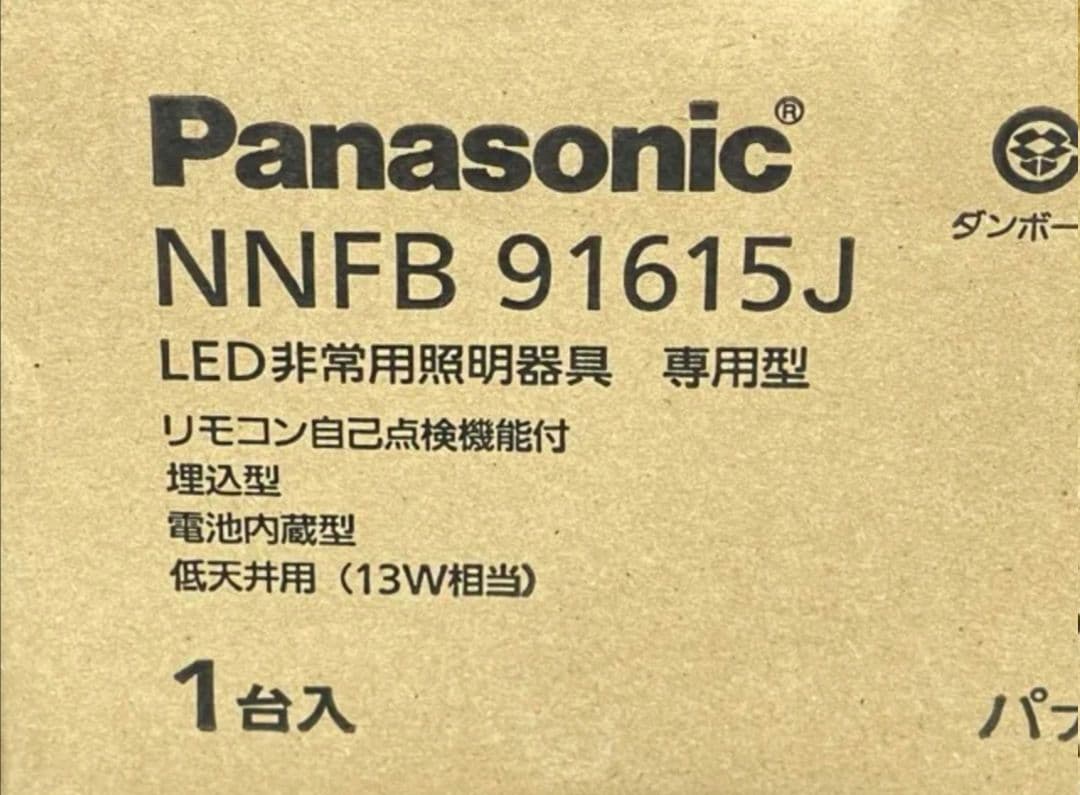 Panasonic®
NNFB 91615J
LED非常用照明器具　専用型
リモコン自己点検機能付
埋込型
電池内蔵型
低天井用（13W相当）
1台入
ダンボー
パナ